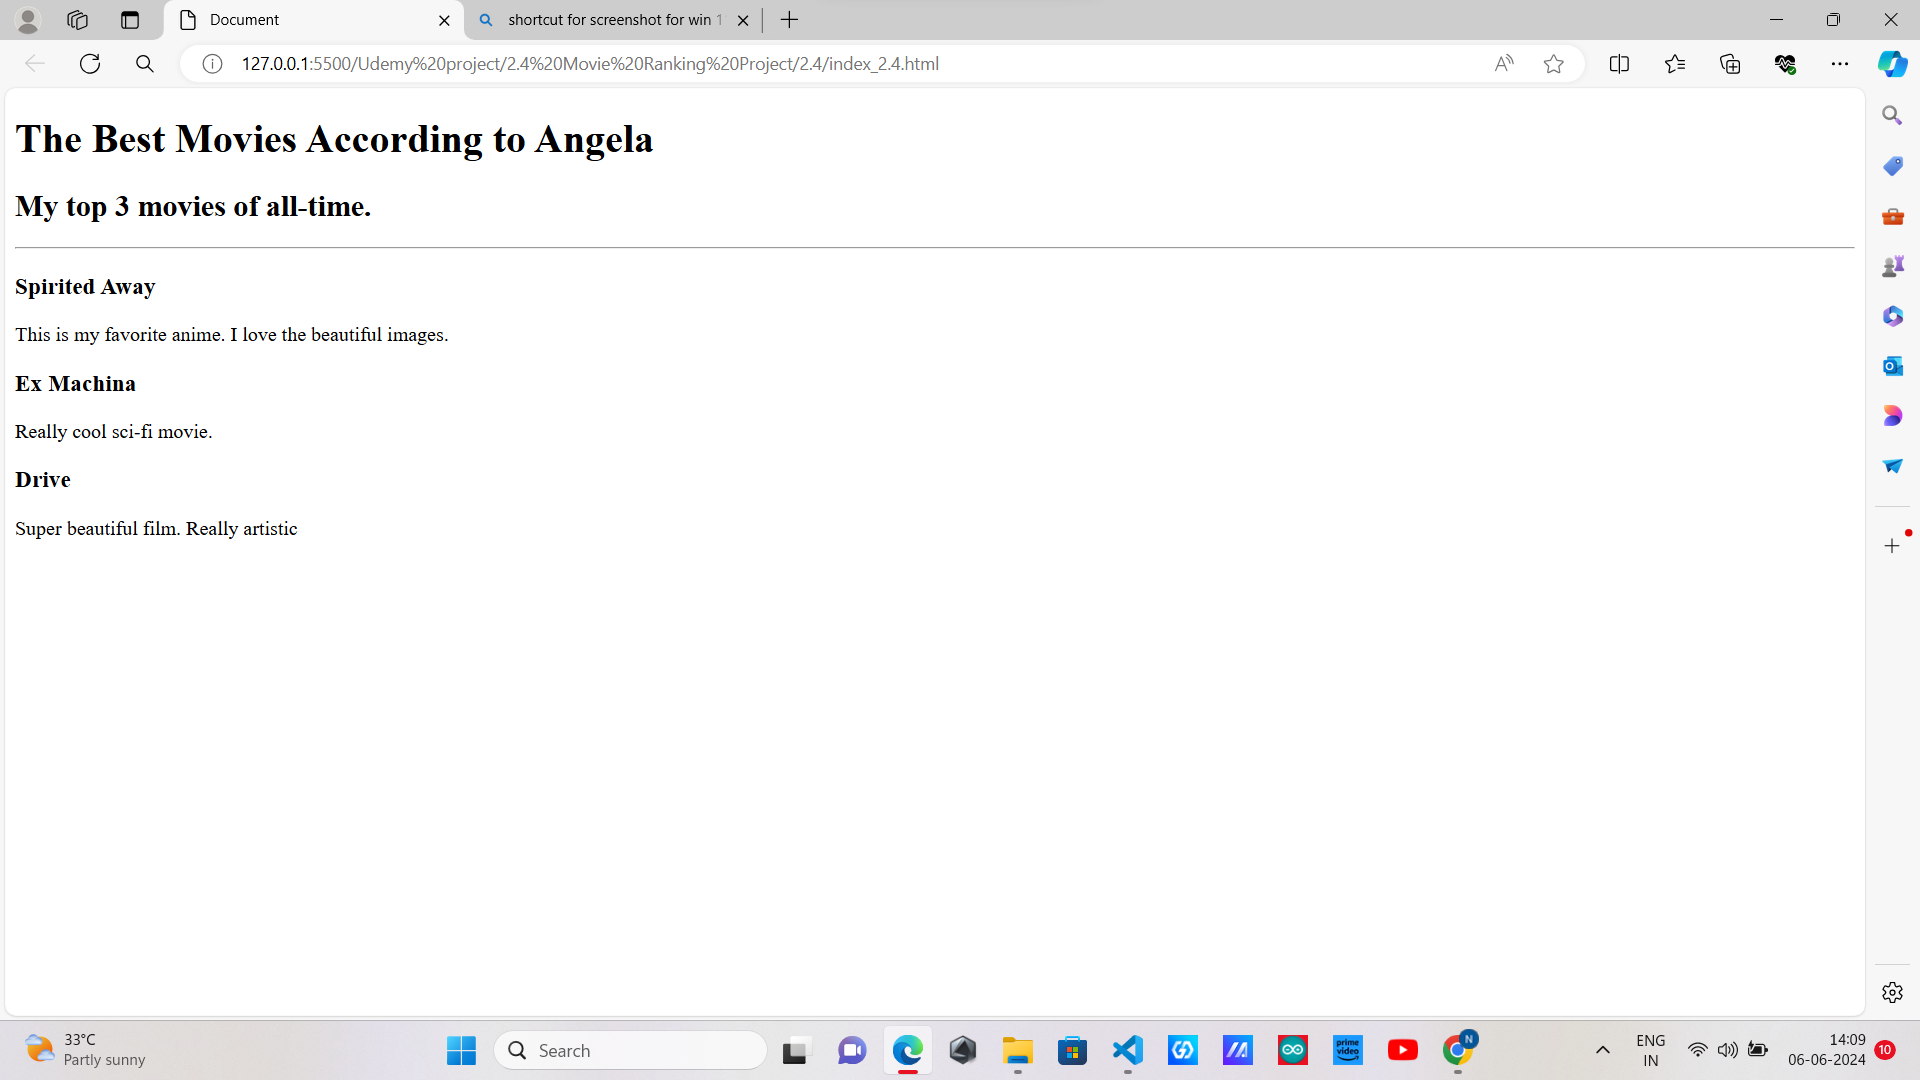 Document
shortcut for screenshot for win 1
127.0.0.1:5500/Udemy%20project/2.4%20Movie%20Ranking%20Project/2.4/index_2.4.html
The Best Movies According to Angela
My top 3 movies of all-time.
Spirited Away
This is my favorite anime. I love the beautiful images.
Ex Machina
Really cool sci-fi movie.
Drive
Super beautiful film. Really artistic
33°C
Partly sunny
Search
prime
video
N
ENG
IN
14:09
06-06-2024
10